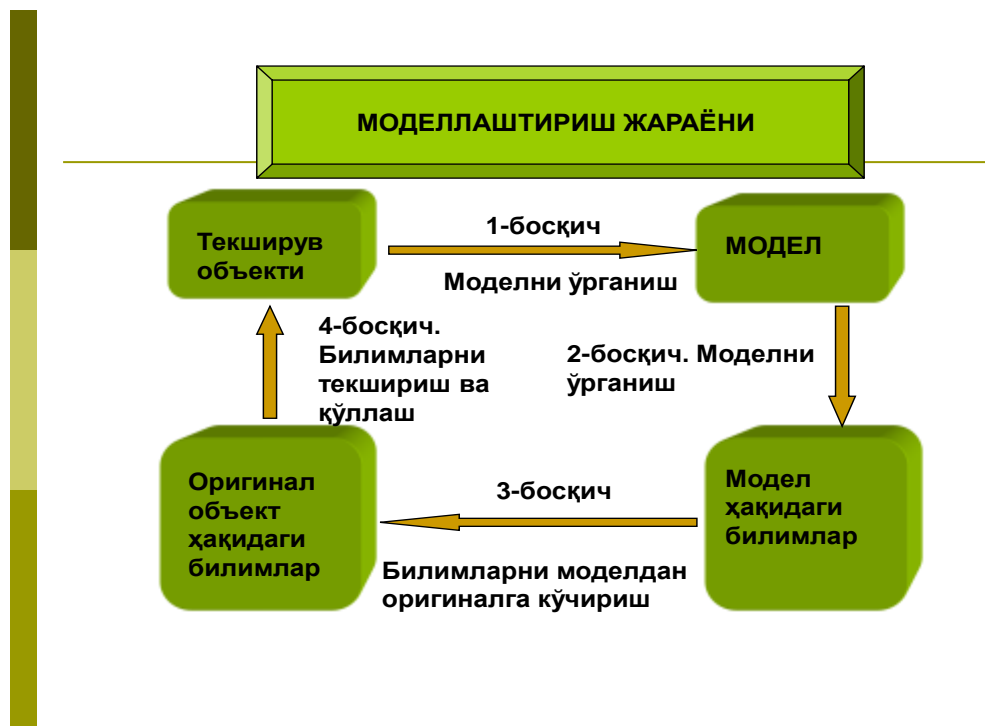 МОДЕЛЛАШТИРИШ ЖАРАЁНИ
Текширув
объекти
1-босқич
Моделни ўрганиш
МОДЕЛ
4-босқич.
Билимларни
текшириш ва
қўллаш
2-босқич. Моделни
ўрганиш
Оригинал
объект
ҳақидаги
билимлар
3-босқич
Билимларни моделдан
оригиналга кўчириш
Модел
ҳақидаги
билимлар